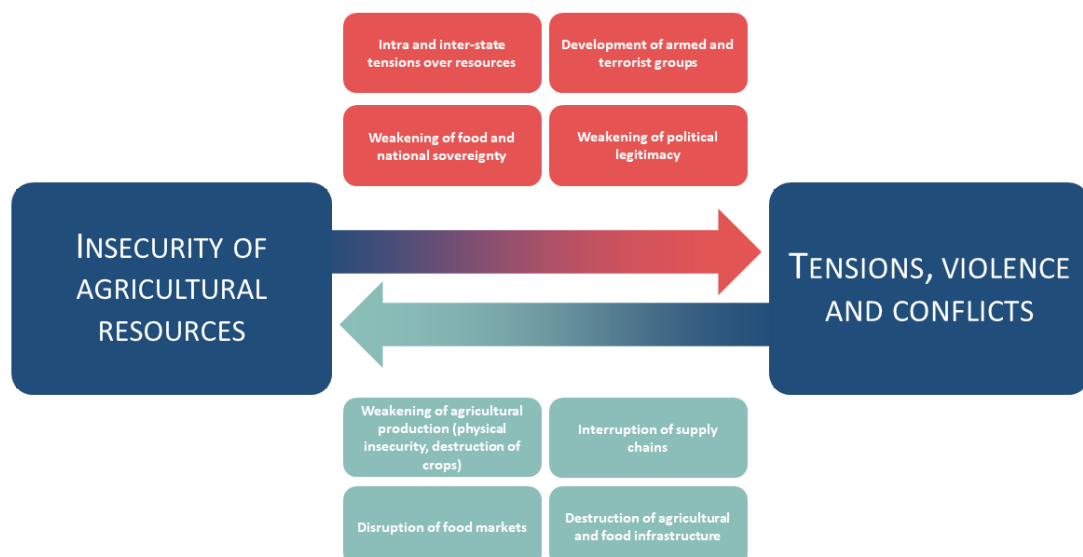 Intra and inter-state
tensions over resources
Development of armed and
terrorist groups
Weakening of food and
national sovereignty
Weakening of political
legitimacy
INSECURITY OF
AGRICULTURAL
RESOURCES
TENSIONS, VIOLENCE
AND CONFLICTS
Weakening of agricultural
production (physical
insecurity, destruction of
crops)
Interruption of supply
chains
Disruption of food markets
Destruction of agricultural
and food infrastructure